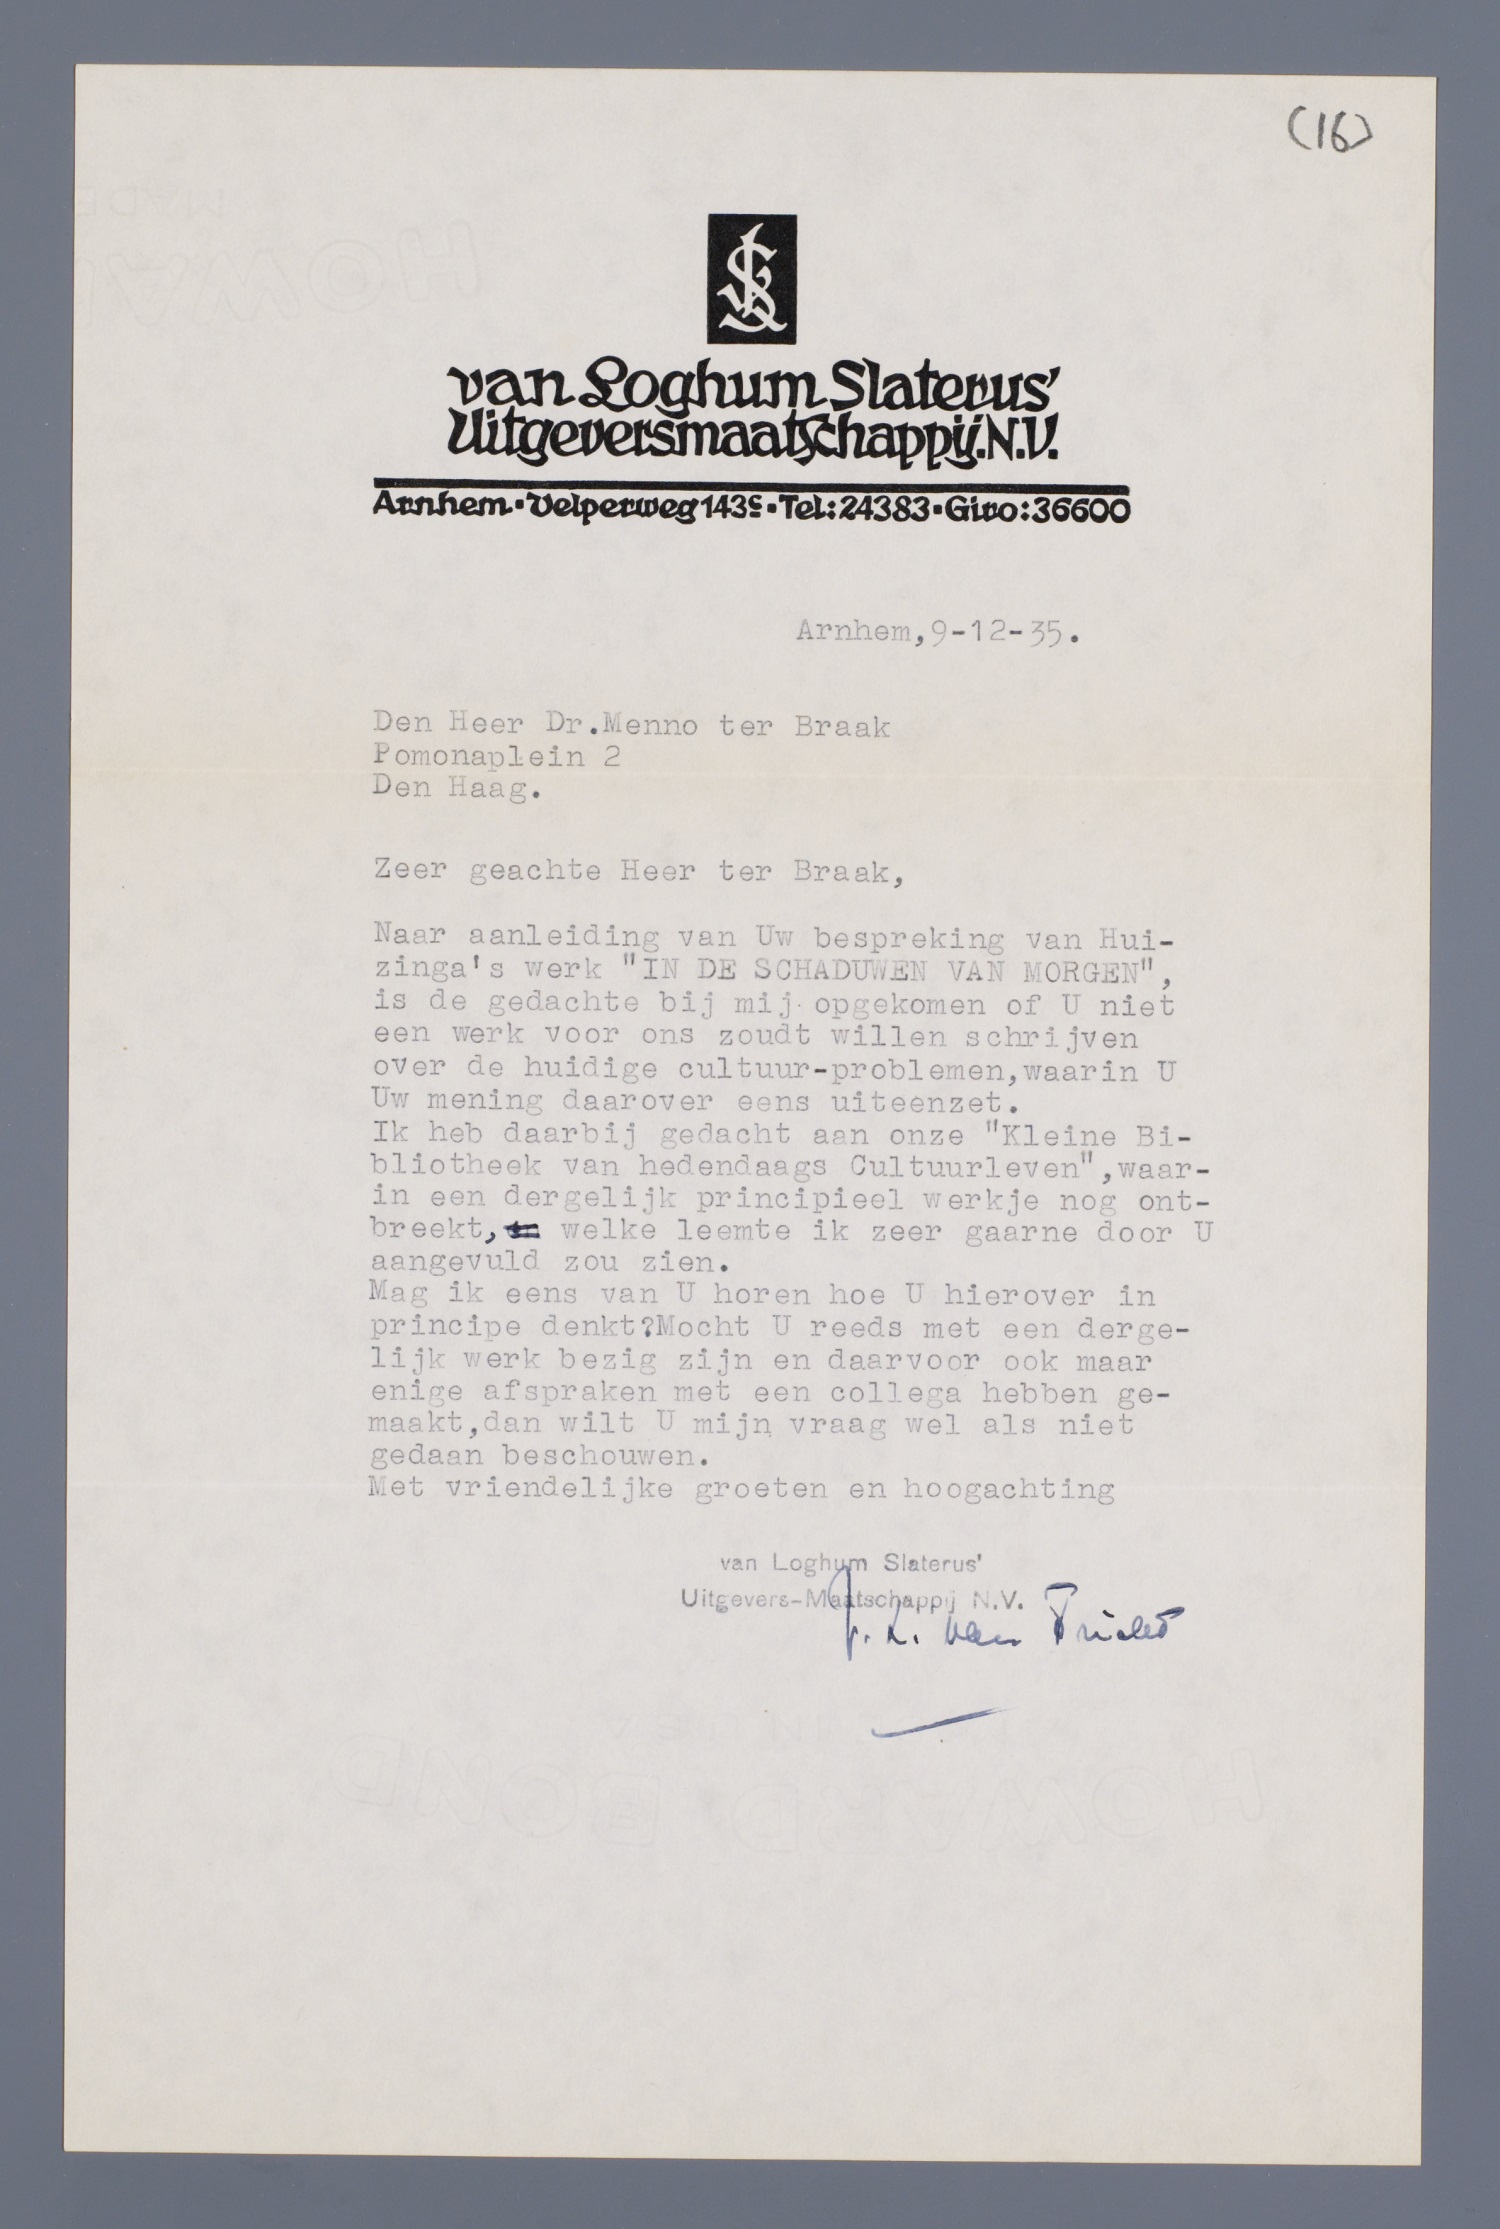 (16)
van Loghum Slaterus'
Uitgeversmaatschappij. N.V.
Arnhem · Velperweg 143c · Tel: 24383 · Giro: 36600
Arnhem,9-12-35.
Den Heer Dr.Menno ter Braak
Pomonaplein 2
Den Haag.
Zeer geachte Heer ter Braak,
Naar aanleiding van Uw bespreking van Hui-
zinga's werk "IN DE SCHADUWEN VAN MORGEN",
is de gedachte bij mij opgekomen of U niet
een werk voor ons zoudt willen schrijven
over de huidige cultuur-problemen,waarin U
Uw mening daarover eens uiteenzet.
Ik heb daarbij gedacht aan onze "Kleine Bi-
bliotheek van hedendaags Cultuurleven",waar-
in een dergelijk principieel werkje nog ont-
breekt, welke leemte ik zeer gaarne door U
aangevuld zou zien.
Mag ik eens van U horen hoe U hierover in
principe denkt?Mocht U reeds met een derge-
lijk werk bezig zijn en daarvoor ook maar
enige afspraken met een collega hebben ge-
maakt,dan wilt U mijn vraag wel als niet
gedaan beschouwen.
Met vriendelijke groeten en hoogachting
van Loghum Slaterus'
Uitgevers-Maatschappij N.V.
van
HOWARD BOND